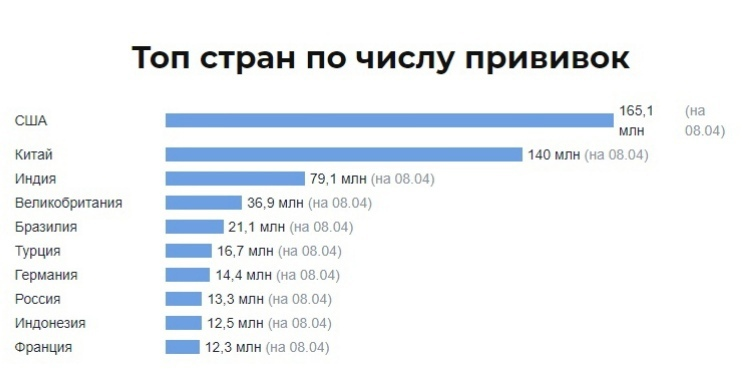 Топ стран по числу прививок
США 165,1 млн (на 08.04)
Китай 140 млн (на 08.04)
Индия 79,1 млн (на 08.04)
Великобритания 36,9 млн (на 08.04)
Бразилия 21,1 млн (на 08.04)
Турция 16,7 млн (на 08.04)
Германия 14,4 млн (на 08.04)
Россия 13,3 млн (на 08.04)
Индонезия 12,5 млн (на 08.04)
Франция 12,3 млн (на 08.04)